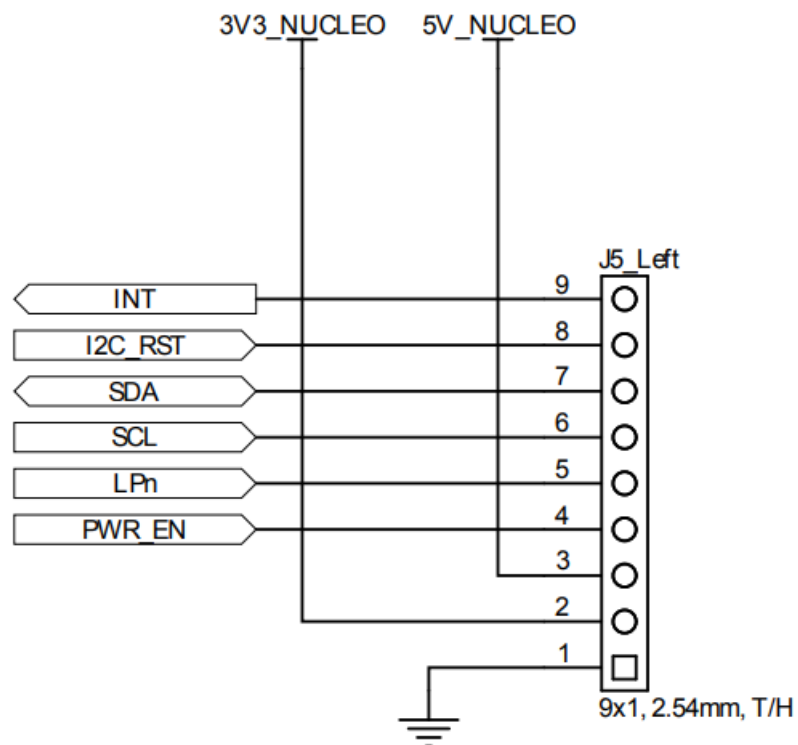 3V3_NUCLEO 5V_NUCLEO
J5_Left
INT 9
I2C_RST 8
SDA 7
SCL 6
LPn 5
PWR_EN 4
3
2
1
9x1, 2.54mm, T/H